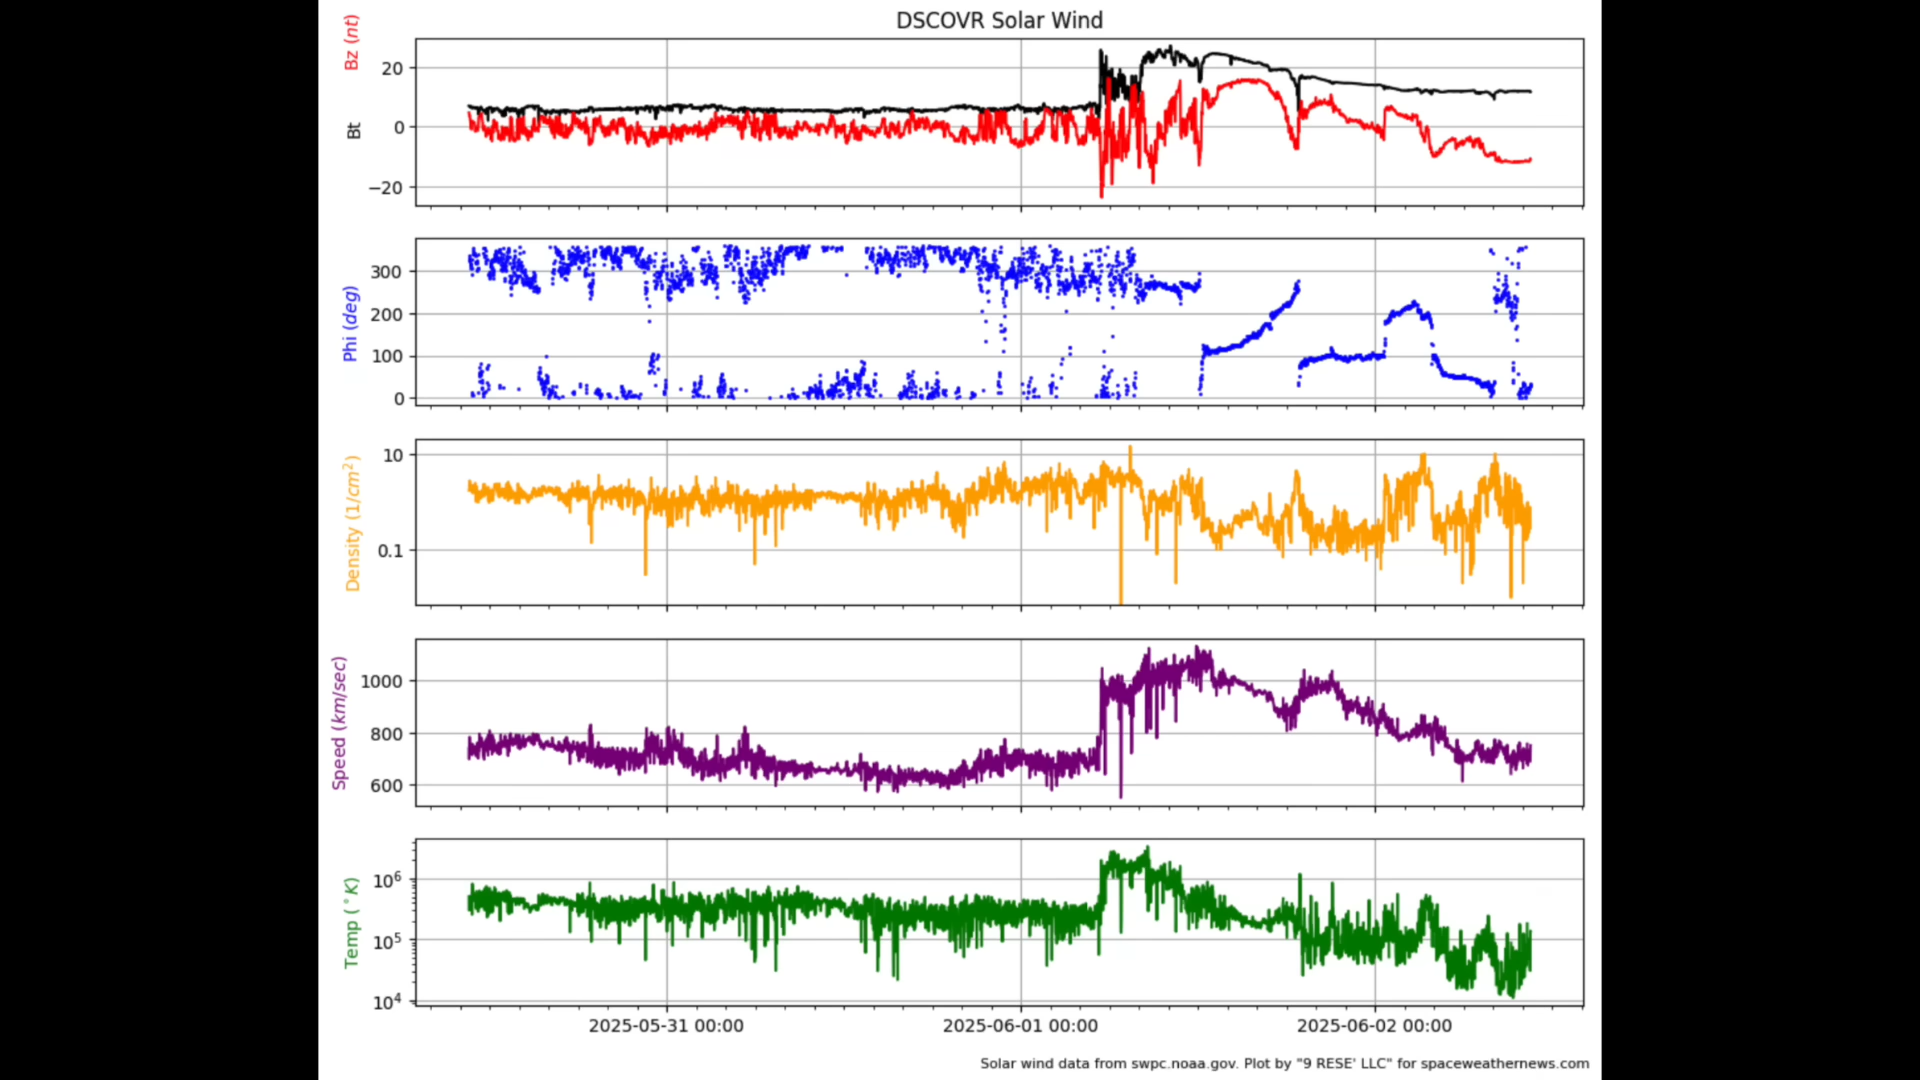 DSCOVR Solar Wind
Bz (nt)
Bt
20
0
−20
Phi (deg)
300
200
100
0
Density (1/cm²)
10
0.1
Speed (km/sec)
1000
800
600
Temp (°K)
10⁶
10⁵
10⁴
2025-05-31 00:00 2025-06-01 00:00 2025-06-02 00:00
Solar wind data from swpc.noaa.gov. Plot by "9 RESE' LLC" for spaceweathernews.com